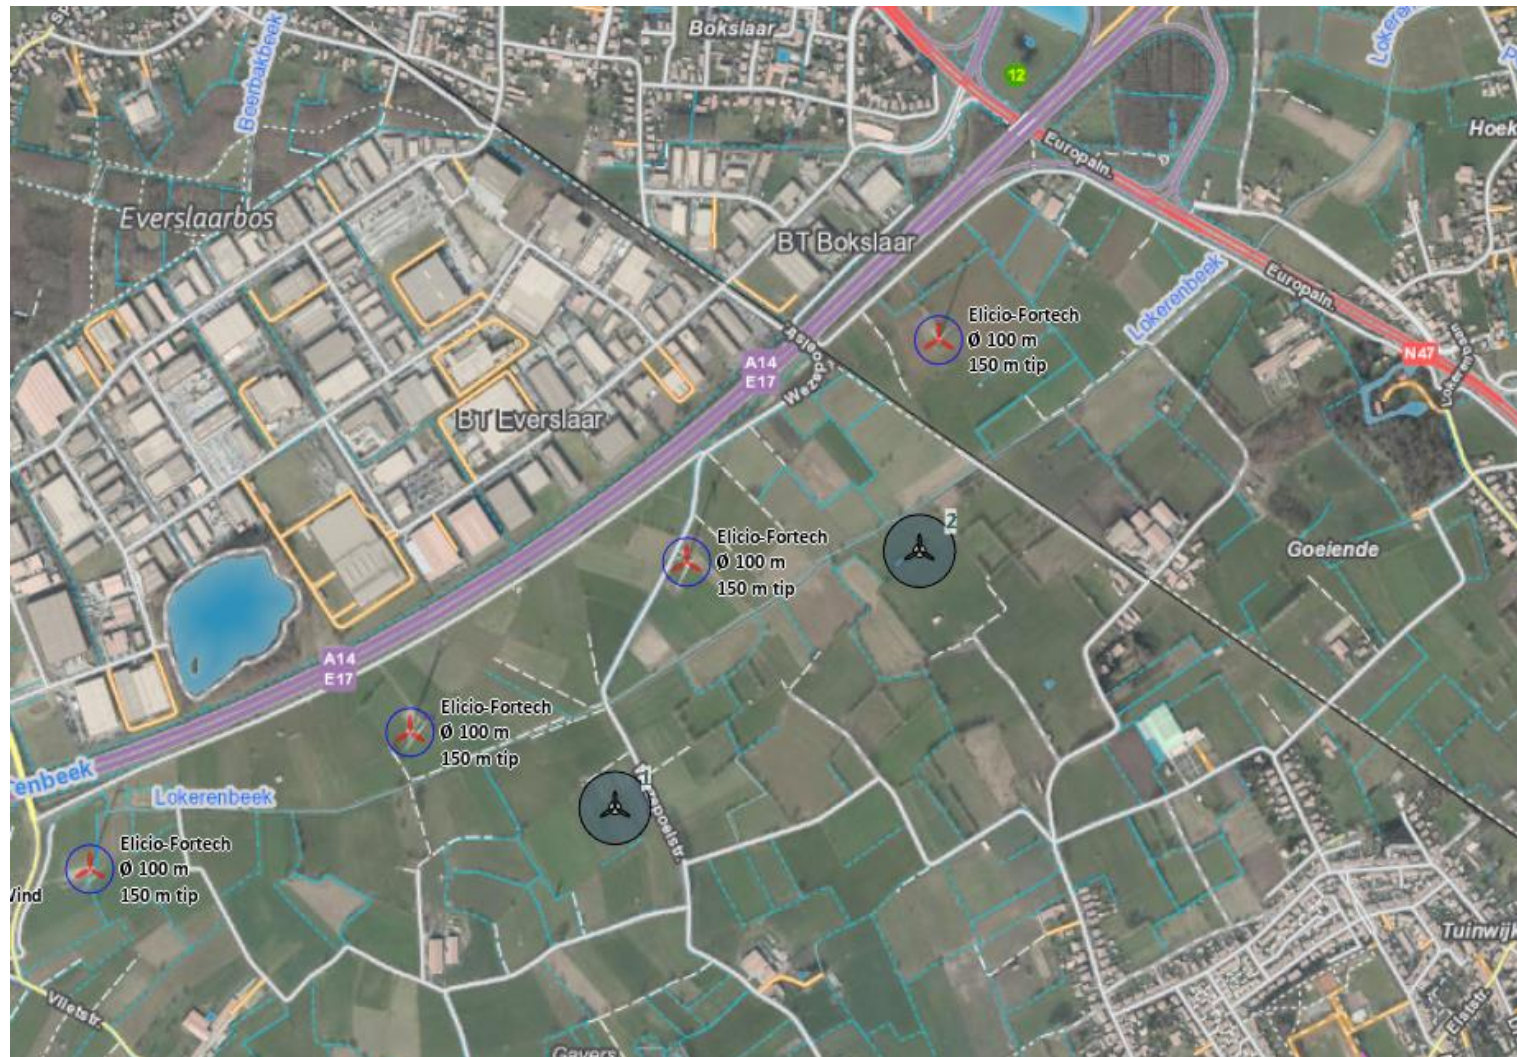 Bokslaar
12
Beerbakbeek
Europaln.
Hoek
Everslaarbos
BT Bokslaar
Lokerenbeek
Europaln.
Elicio-Fortech
Ø 100 m
150 m tip
A14
E17
N47
BT Everslaar
2
Elicio-Fortech
Ø 100 m
150 m tip
Goeiende
A14
E17
Elicio-Fortech
Ø 100 m
150 m tip
1
Lokerenbeek
Elicio-Fortech
Ø 100 m
150 m tip
Tuinwijk
Vlietstr.
Elststr.
Gavers